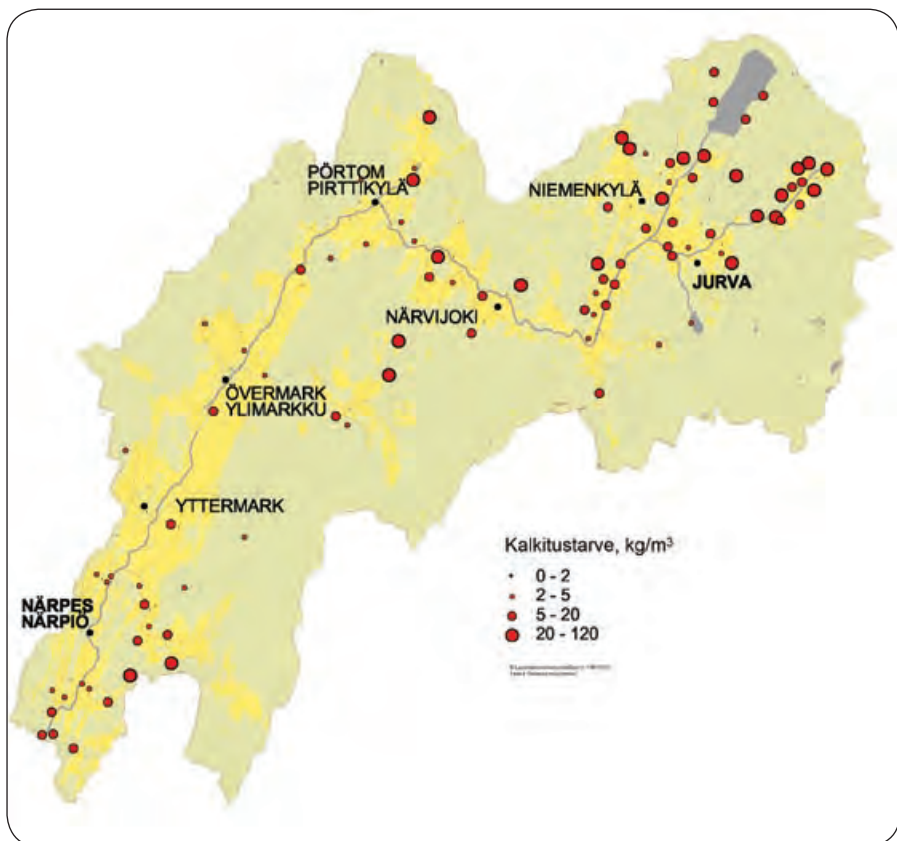 PÖRTOM
PIRTTIKYLÄ
NIEMENKYLÄ
JURVA
NÄRVIJOKI
ÖVERMARK
YLIMARKKU
YTTERMARK
Kalkitustarve, kg/m³
0 - 2
2 - 5
5 - 20
20 - 120
NÄRPES
NÄRPIÖ